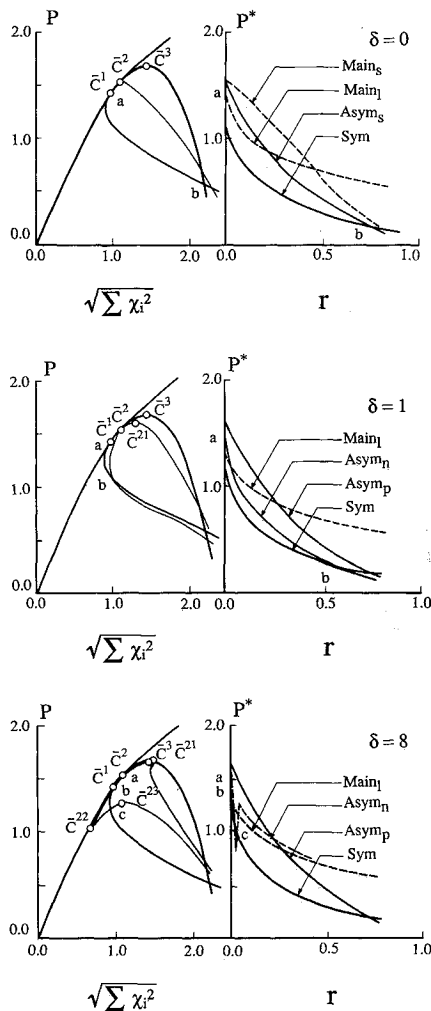 P
P*
δ=0
C̄¹ C̄² C̄³
a
b
2.0
1.0
0.0
0.0 1.0 2.0
√∑ χᵢ²
2.0
a
1.0
b
Mainₛ
Mainₗ
Asymₛ
Sym
0.0 0.5 1.0
r
P
P*
δ=1
C̄¹ C̄² C̄³
C̄²¹
a
b
2.0
1.0
0.0
0.0 1.0 2.0
√∑ χᵢ²
2.0
a
1.0
b
Mainₗ
Asymₙ
Asymₚ
Sym
0.0 0.5 1.0
r
P
P*
δ=8
C̄¹ C̄² C̄³ C̄²¹
C̄²² C̄²³
a
b
c
2.0
1.0
0.0
0.0 1.0 2.0
√∑ χᵢ²
2.0
a
b
1.0
c
Mainₗ
Asymₙ
Asymₚ
Sym
0.0 0.5 1.0
r